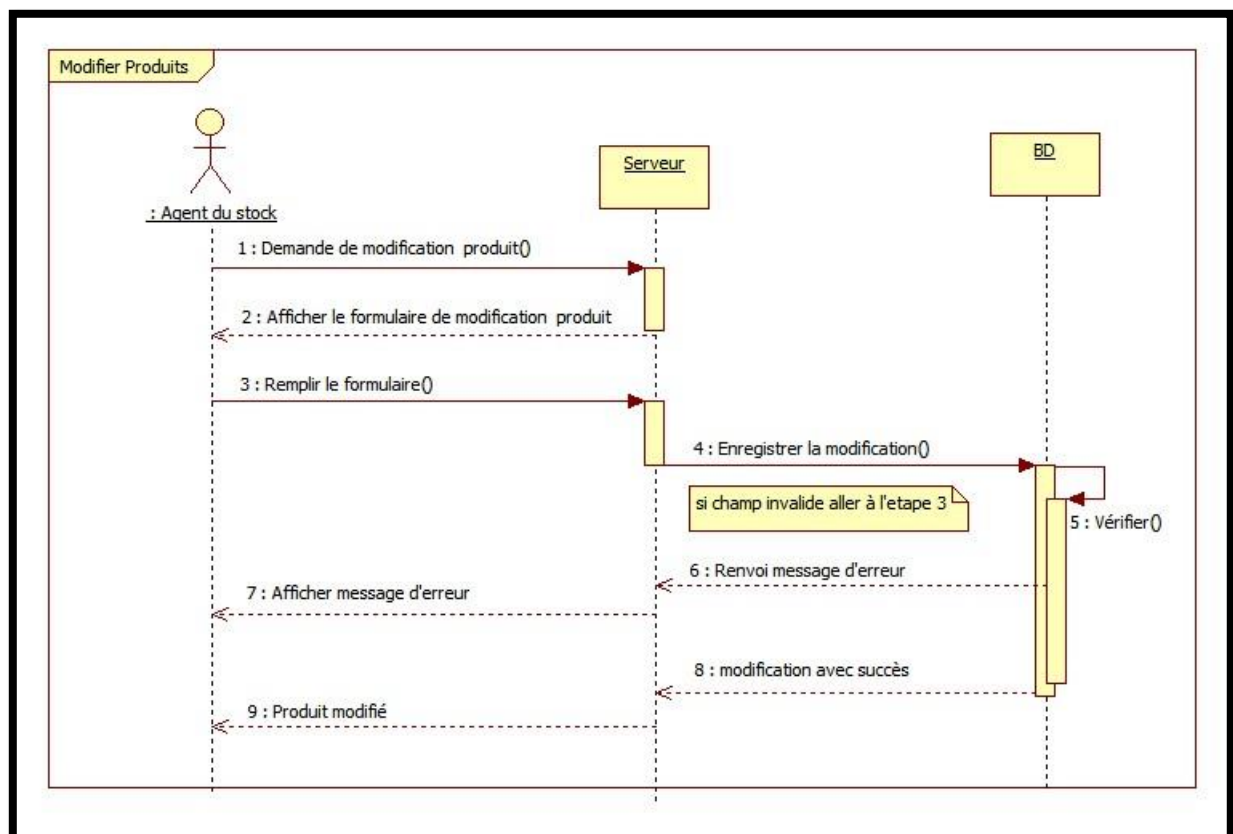 Modifier Produits
: Agent du stock
Serveur
BD
1 : Demande de modification  produit()
2 : Afficher le formulaire de modification  produit
3 : Remplir le formulaire()
4 : Enregistrer la modification()
si champ invalide aller à l'etape 3
5 : Vérifier()
6 : Renvoi message d'erreur
7 : Afficher message d'erreur
8 : modification avec succès
9 : Produit modifié